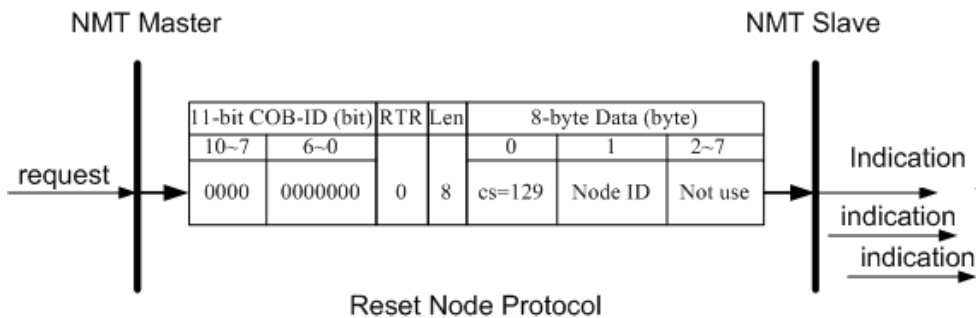 NMT Master NMT Slave
11-bit COB-ID (bit) RTR Len 8-byte Data (byte)
10~7 6~0 0 1 2~7
request 0000 0000000 0 8 cs=129 Node ID Not use Indication
indication
indication
Reset Node Protocol